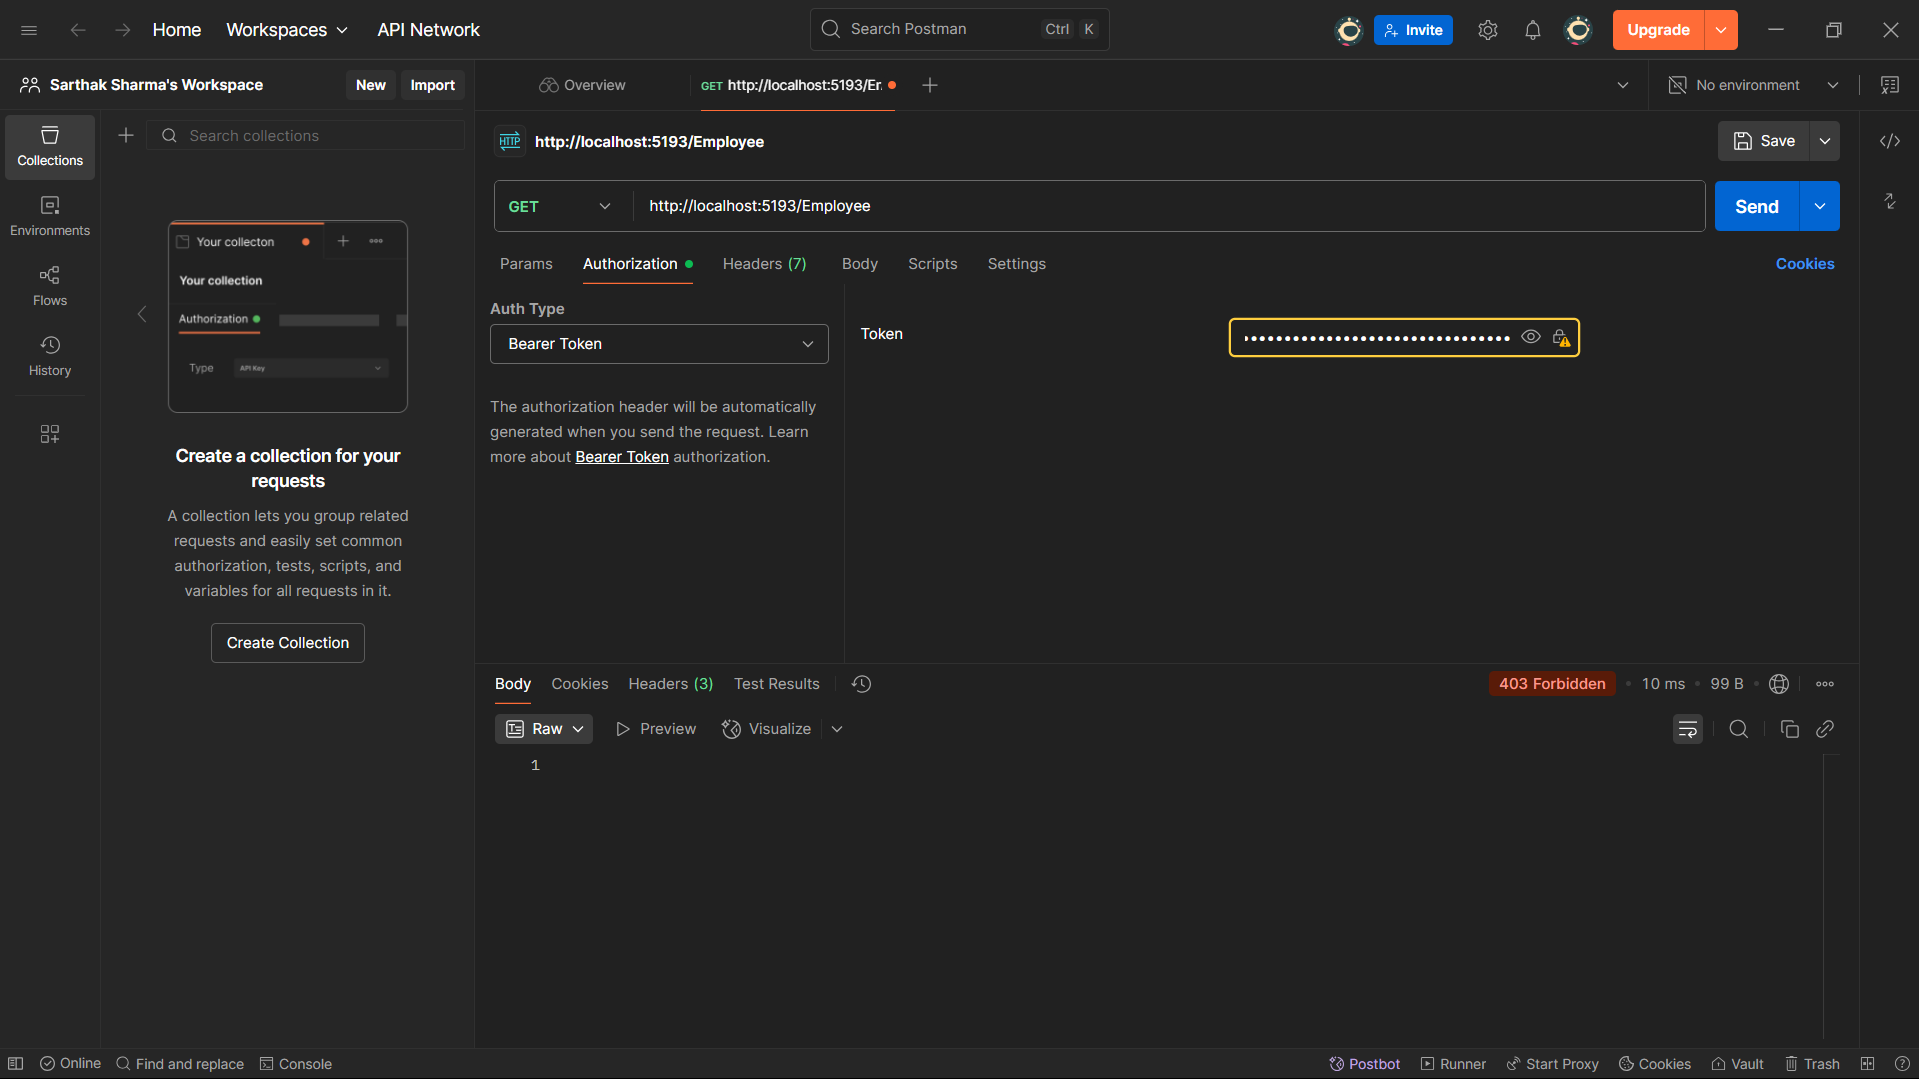 Home Workspaces API Network Search Postman Ctrl K Invite Upgrade
Sarthak Sharma's Workspace New Import Overview GET http://localhost:5193/Er No environment
Search collections
Collections
Environments
Flows
History
Your collecton
Your collection
Authorization
Type API Key
Create a collection for your
requests
A collection lets you group related
requests and easily set common
authorization, tests, scripts, and
variables for all requests in it.
Create Collection
HTTP http://localhost:5193/Employee Save
GET http://localhost:5193/Employee Send
Params Authorization Headers (7) Body Scripts Settings Cookies
Auth Type
Bearer Token
Token ••••••••••••••••••••••••••••••••
The authorization header will be automatically
generated when you send the request. Learn
more about Bearer Token authorization.
Body Cookies Headers (3) Test Results 403 Forbidden • 10 ms • 99 B •
Raw Preview Visualize
1
Online Find and replace Console Postbot Runner Start Proxy Cookies Vault Trash